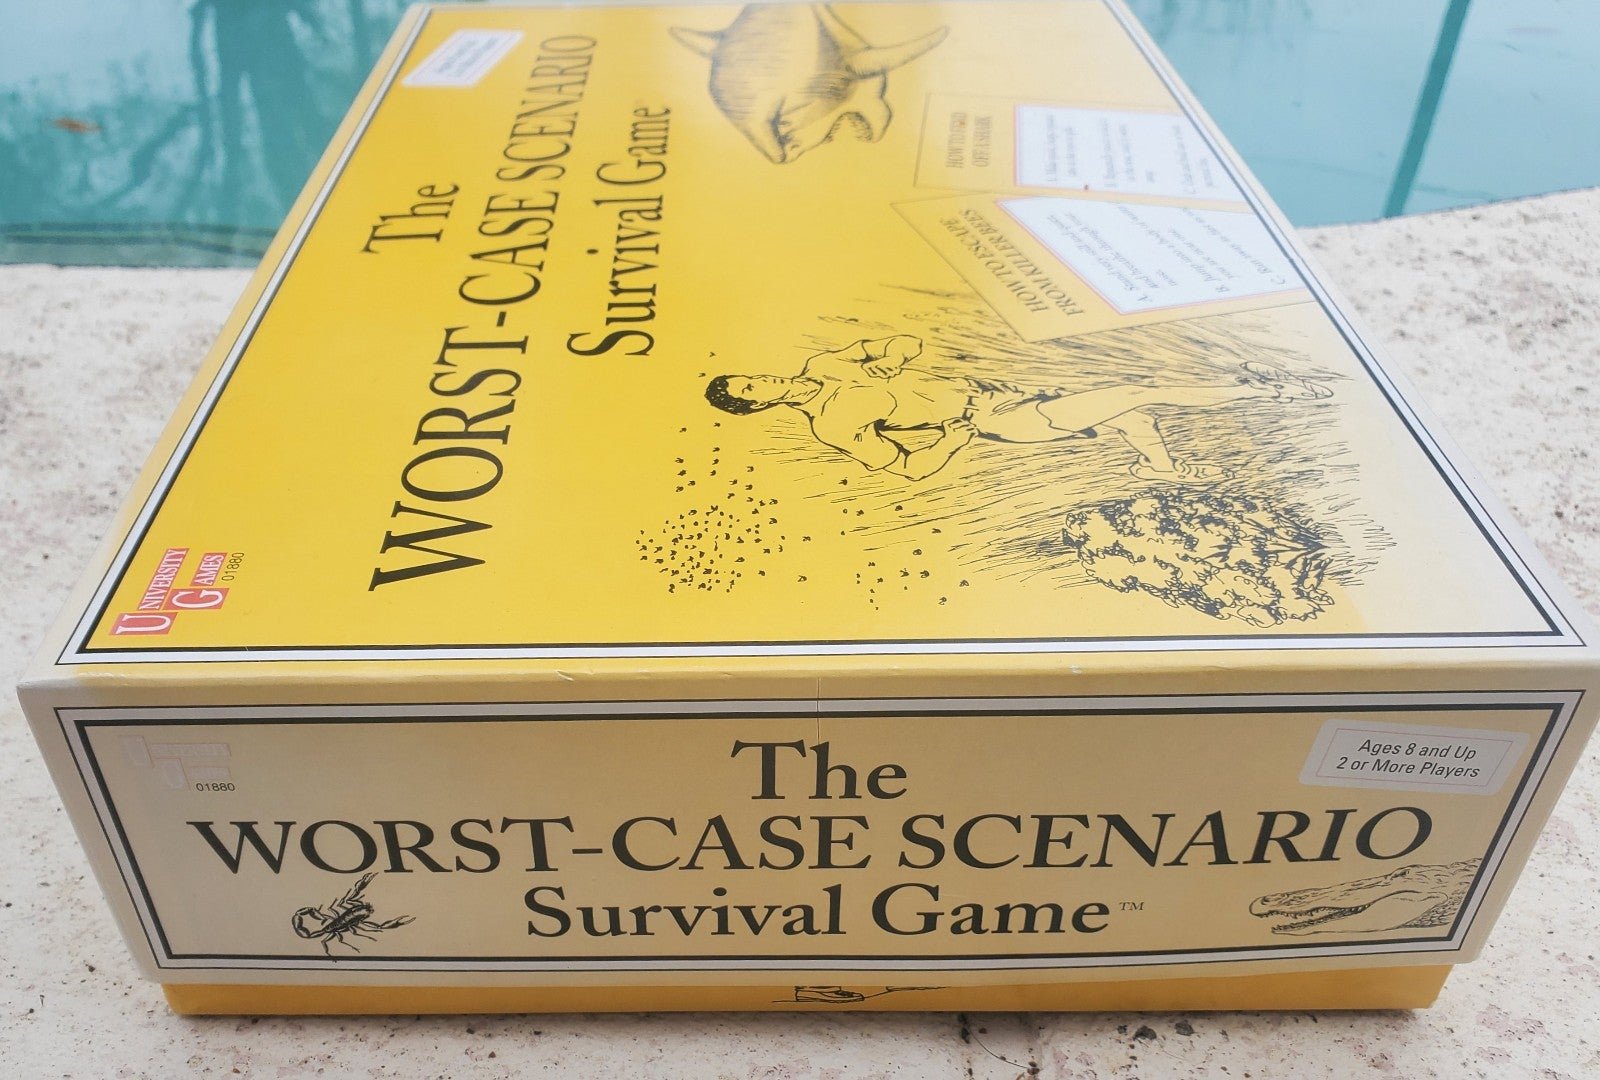 The
WORST-CASE SCENARIO
Survival Game
UNIVERSITY
GAMES
01880
HOW TO FEND
OFF A SHARK
HOW TO ESCAPE
FROM KILLER BEES
01880
The
WORST-CASE SCENARIO
Survival Game™
Ages 8 and Up
2 or More Players